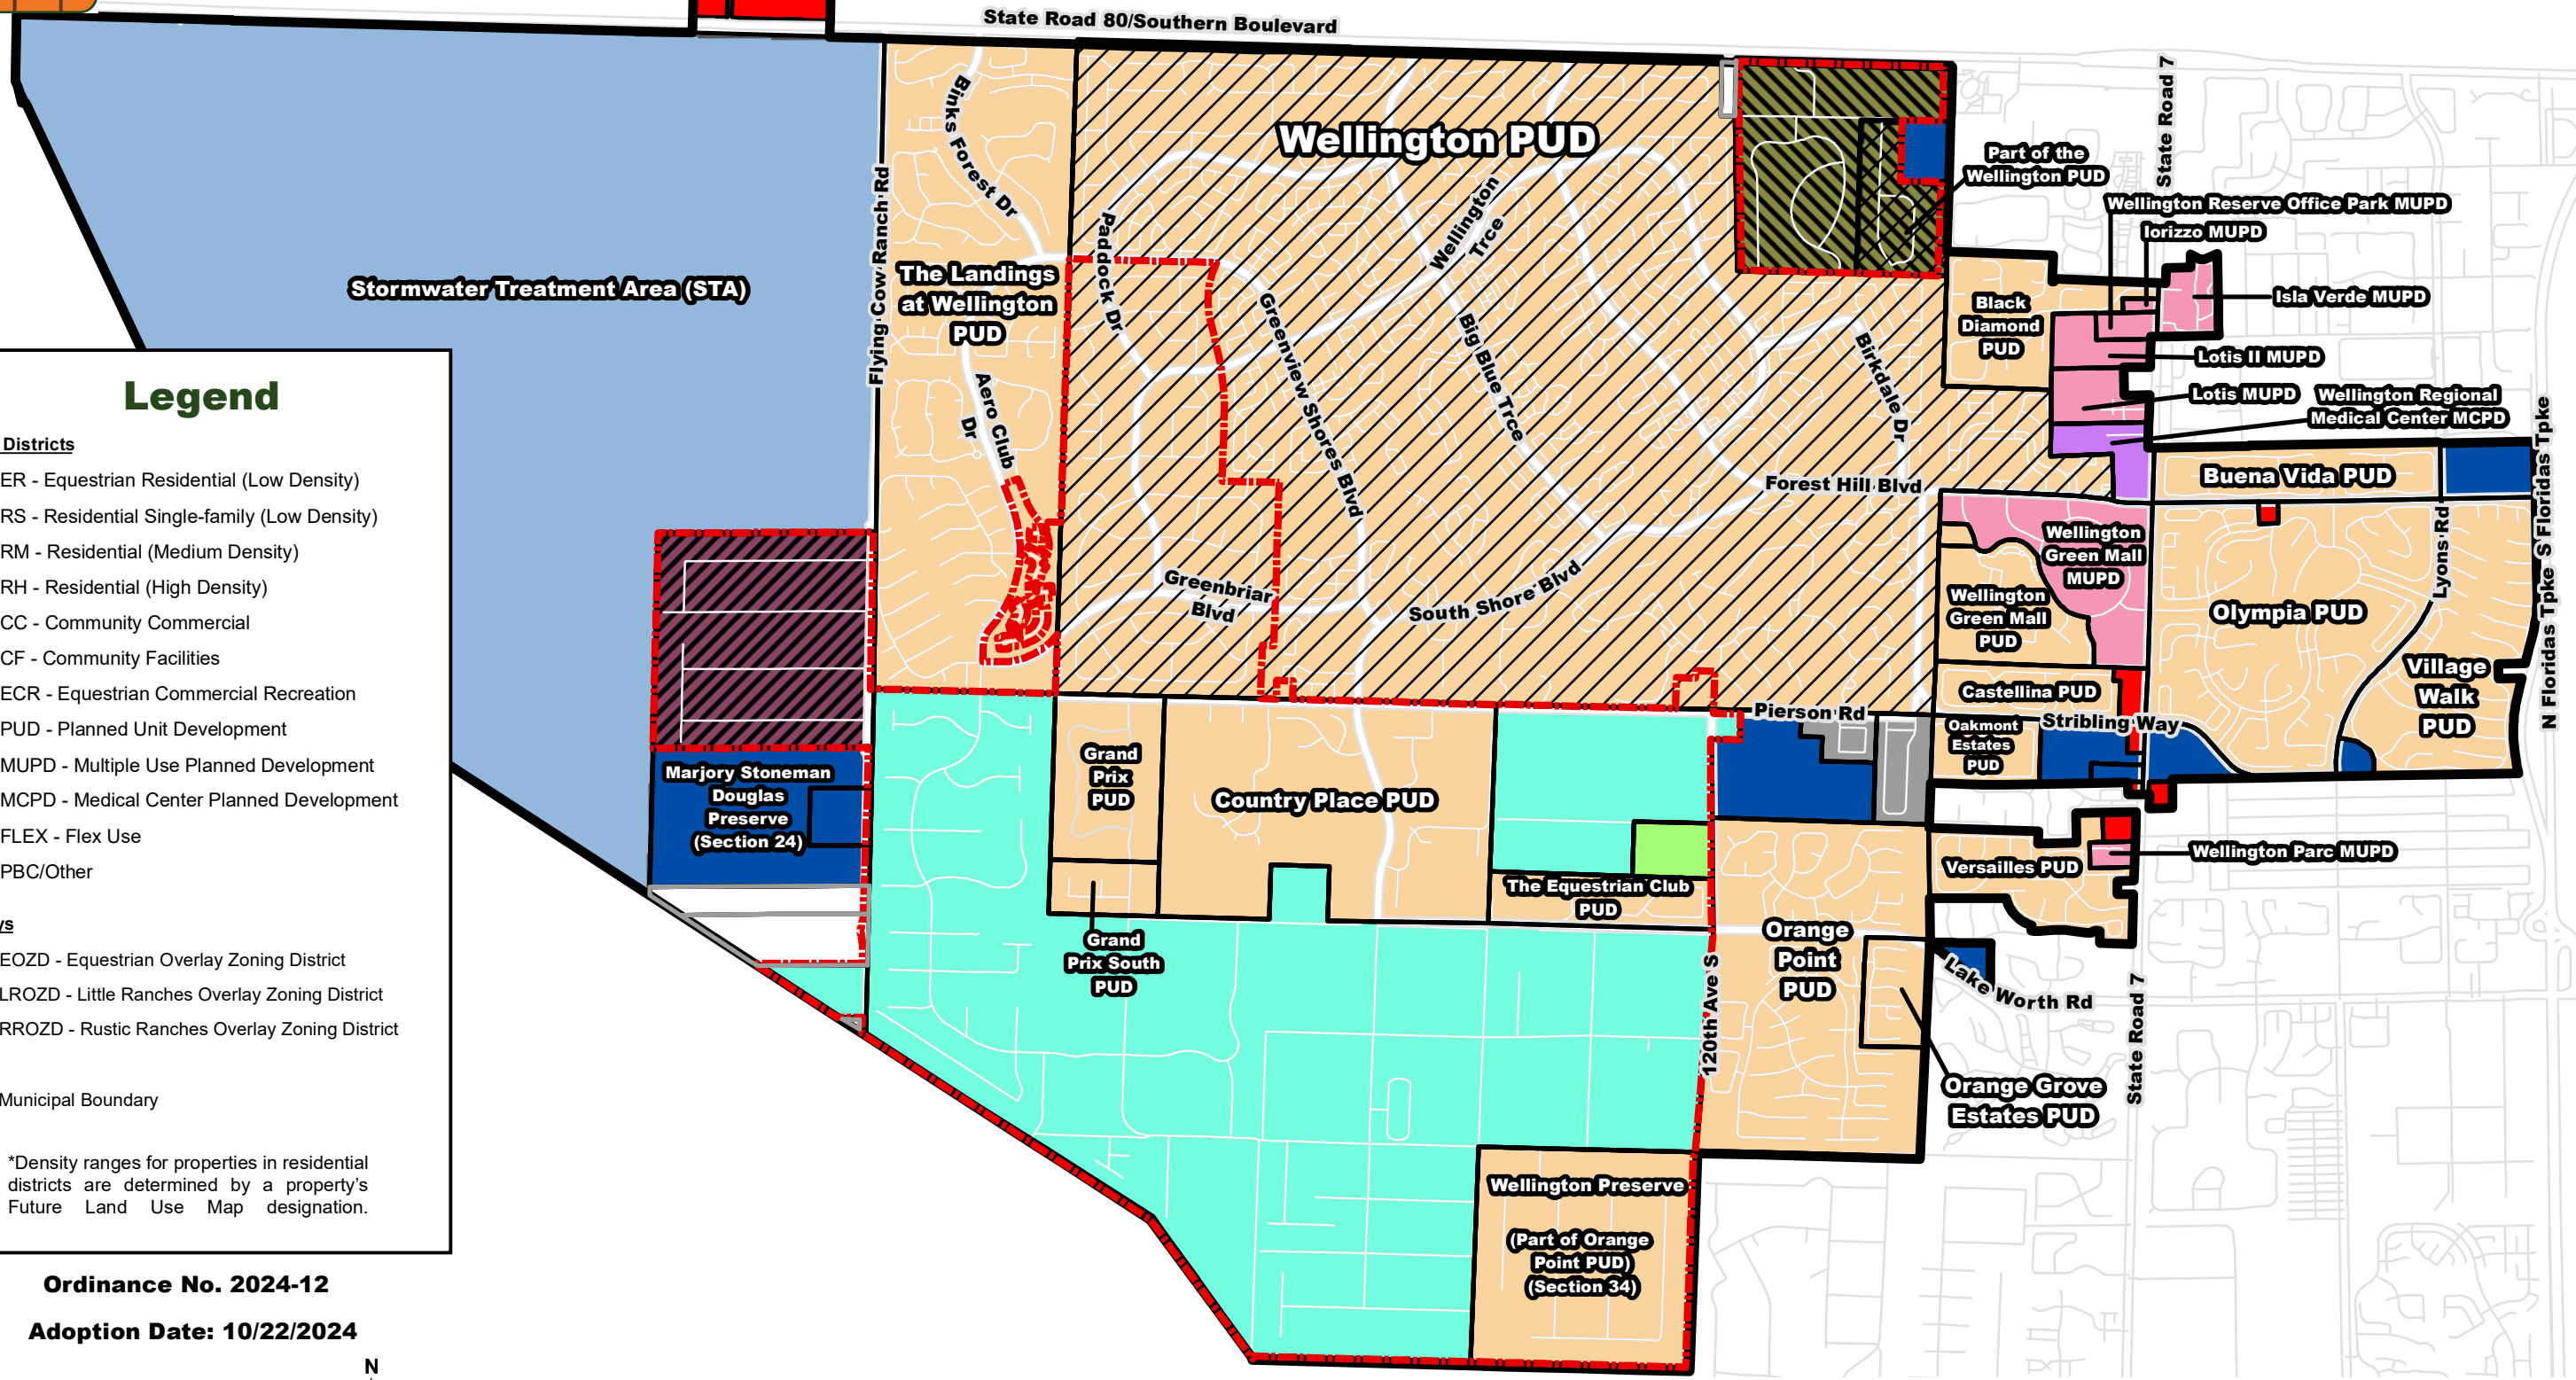 State Road 80/Southern Boulevard
Binks Forest Dr
Flying Cow Ranch Rd
Wellington PUD
Paddock Dr
Wellington
Trce
State Road 7
Part of the
Wellington PUD
Wellington Reserve Office Park MUPD
Iorizzo MUPD
Isla Verde MUPD
Stormwater Treatment Area (STA)
The Landings
at Wellington
PUD
Greenview Shores Blvd
Big Blue Trce
Birkdale Dr
Black
Diamond
PUD
Lotis II MUPD
Lotis MUPD
Wellington Regional
Medical Center MCPD
Aero Club
Dr
Forest Hill Blvd
Buena Vida PUD
N Floridas Tpke S Floridas Tpke
Lyons Rd
Wellington
Green Mall
MUPD
Wellington
Green Mall
PUD
Olympia PUD
Greenbriar
Blvd
South Shore Blvd
Village
Walk
PUD
Castellina PUD
Pierson Rd
Stribling Way
Oakmont
Estates
PUD
Marjory Stoneman
Douglas
Preserve
(Section 24)
Grand
Prix
PUD
Country Place PUD
The Equestrian Club
PUD
Versailles PUD
Wellington Parc MUPD
Grand
Prix South
PUD
Orange
Point
PUD
120th Ave S
Lake Worth Rd
State Road 7
Orange Grove
Estates PUD
Wellington Preserve
(Part of Orange
Point PUD)
(Section 34)
Legend
Districts
ER - Equestrian Residential (Low Density)
RS - Residential Single-family (Low Density)
RM - Residential (Medium Density)
RH - Residential (High Density)
CC - Community Commercial
CF - Community Facilities
ECR - Equestrian Commercial Recreation
PUD - Planned Unit Development
MUPD - Multiple Use Planned Development
MCPD - Medical Center Planned Development
FLEX - Flex Use
PBC/Other
ys
EOZD - Equestrian Overlay Zoning District
LROZD - Little Ranches Overlay Zoning District
RROZD - Rustic Ranches Overlay Zoning District
Municipal Boundary
*Density ranges for properties in residential
districts are determined by a property's
Future Land Use Map designation.
Ordinance No. 2024-12
Adoption Date: 10/22/2024
N